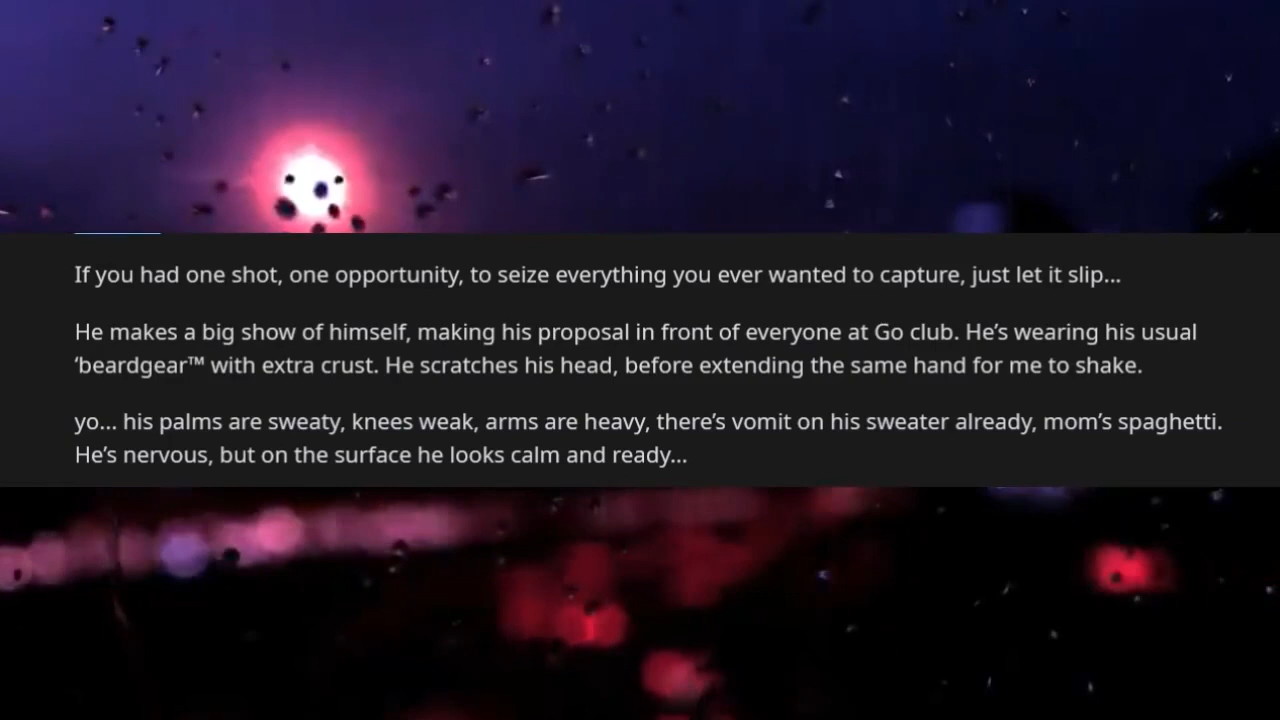 If you had one shot, one opportunity, to seize everything you ever wanted to capture, just let it slip...
He makes a big show of himself, making his proposal in front of everyone at Go club. He’s wearing his usual
‘beardgear™ with extra crust. He scratches his head, before extending the same hand for me to shake.
yo... his palms are sweaty, knees weak, arms are heavy, there’s vomit on his sweater already, mom’s spaghetti.
He’s nervous, but on the surface he looks calm and ready...